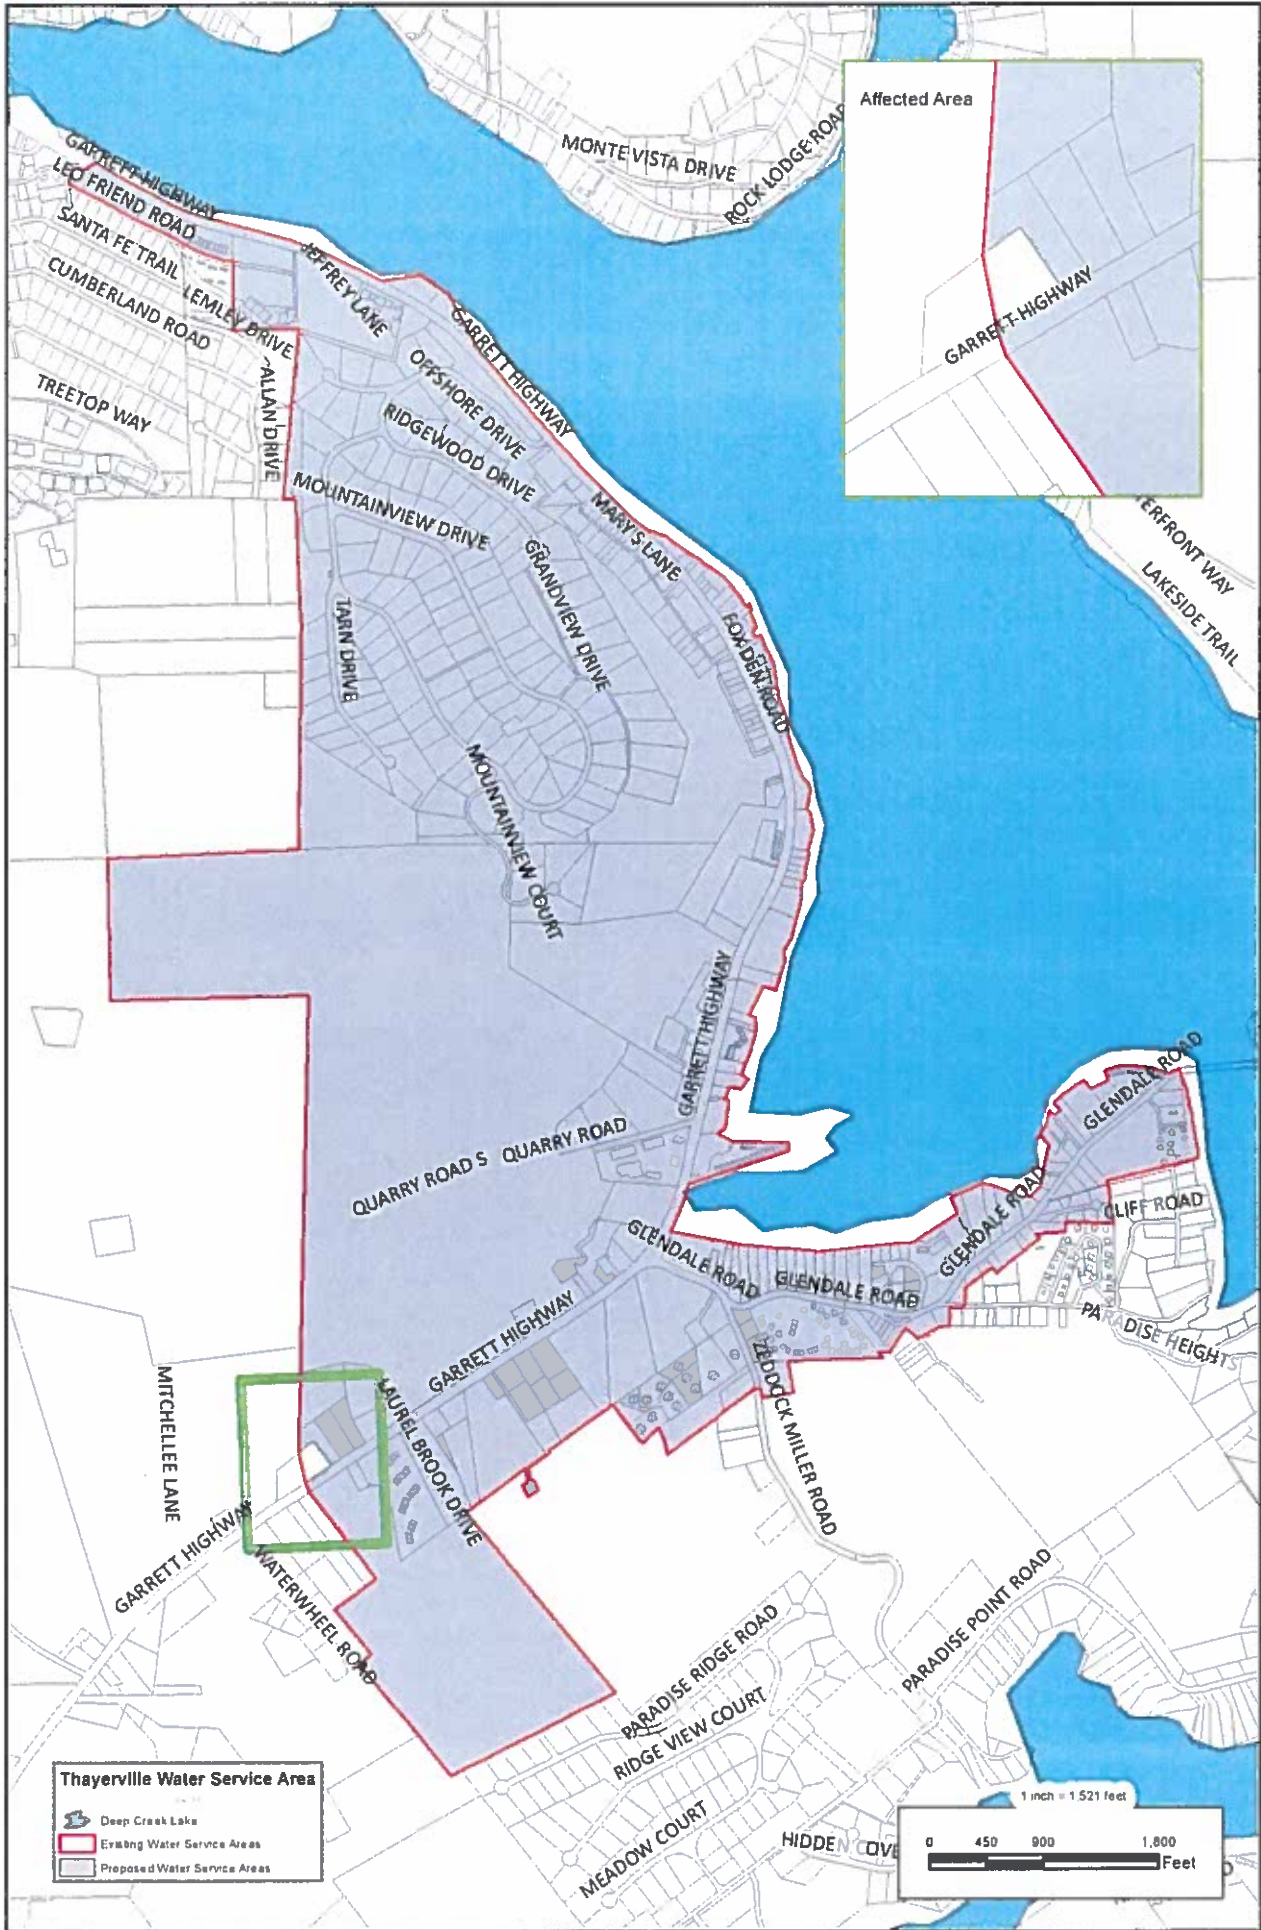 MONTE VISTA DRIVE
ROCK LODGE ROAD
Affected Area
GARRETT HIGHWAY
GARRETT HIGHWAY
LEO FRIEND ROAD
SANTA FE TRAIL
CUMBERLAND ROAD
LEMLEY DRIVE
JEFFREY LANE
TREETOP WAY
ALLAN DRIVE
GARRETT HIGHWAY
OFFSHORE DRIVE
RIDGEWOOD DRIVE
MOUNTAINVIEW DRIVE
MARY'S LANE
GRANDVIEW DRIVE
TERFRONT WAY
LAKESIDE TRAIL
TARN DRIVE
FOX DEN ROAD
MOUNTAINVIEW COURT
GARRETT HIGHWAY
QUARRY ROAD S
QUARRY ROAD
GLENDALE ROAD
GLENDALE ROAD
CLIFF ROAD
GLENDALE ROAD
GLENDALE ROAD
PARADISE HEIGHTS
GARRETT HIGHWAY
ZEDDOCK MILLER ROAD
LAUREL BROOK DRIVE
MITCHELLEE LANE
GARRETT HIGHWAY
WATERWHEEL ROAD
PARADISE POINT ROAD
PARADISE RIDGE ROAD
RIDGE VIEW COURT
MEADOW COURT
HIDDEN COVE
Thayerville Water Service Area
Deep Creek Lake
Existing Water Service Areas
Proposed Water Service Areas
1 inch = 1,521 feet
0 450 900 1,800
Feet